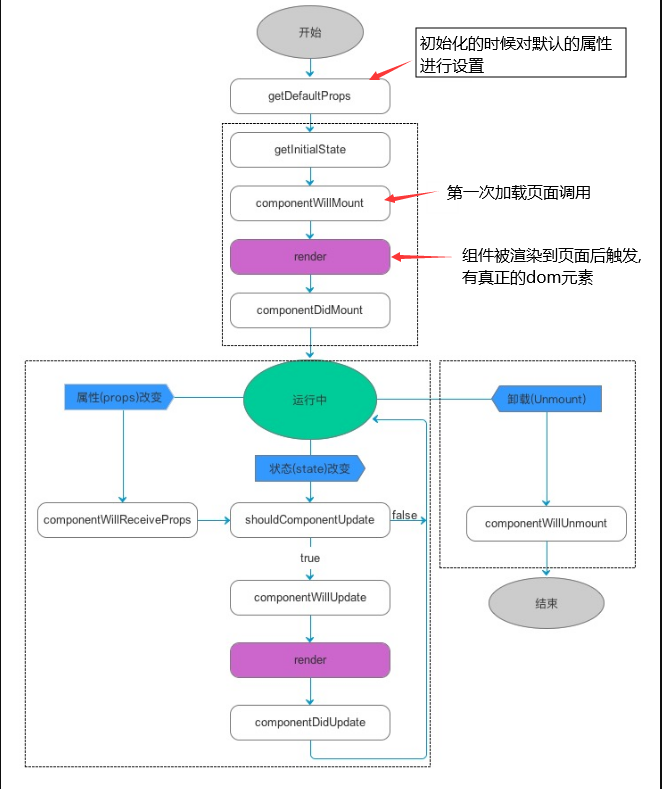 开始
初始化的时候对默认的属性
进行设置
getDefaultProps
getInitialState
componentWillMount
第一次加载页面调用
render
组件被渲染到页面后触发,
有真正的dom元素
componentDidMount
属性(props)改变
运行中
卸载(Unmount)
状态(state)改变
componentWillReceiveProps
shouldComponentUpdate
false
componentWillUnmount
true
componentWillUpdate
结束
render
componentDidUpdate